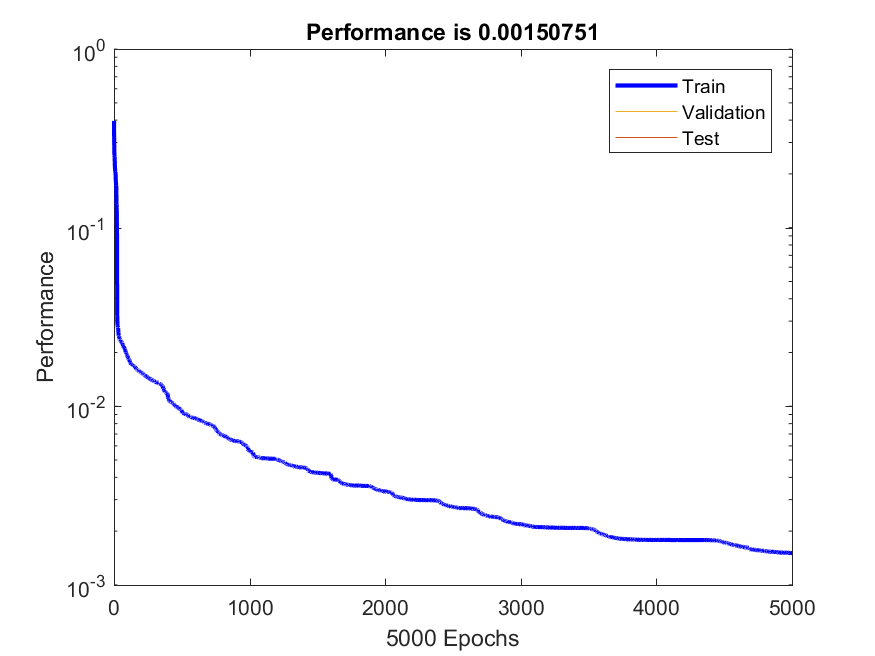 Performance is 0.00150751
10^0
10^-1
10^-2
10^-3
Performance
Train
Validation
Test
0 1000 2000 3000 4000 5000
5000 Epochs